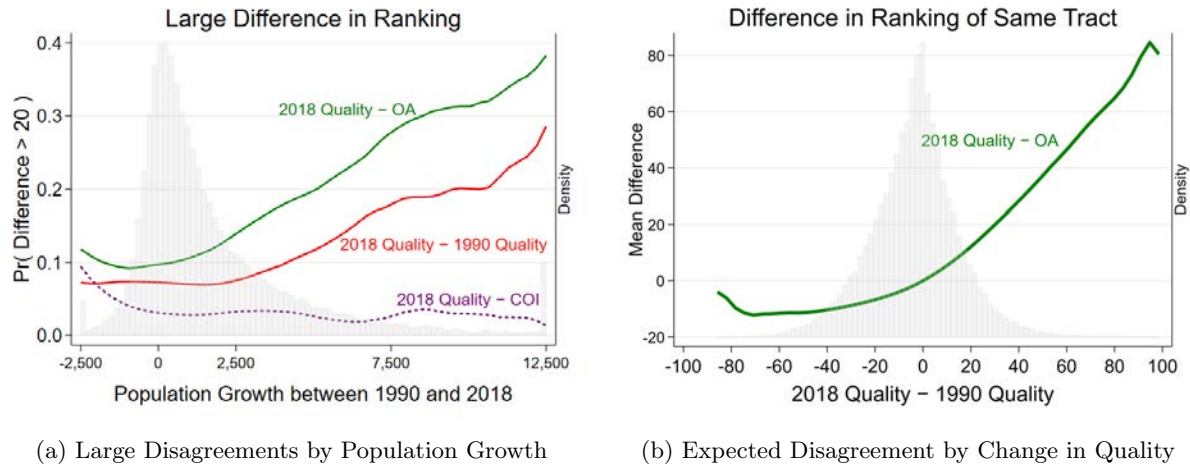 Large Difference in Ranking
Pr( Difference > 20 )
0.4
0.3
0.2
0.1
0.0
2018 Quality − OA
2018 Quality − 1990 Quality
2018 Quality − COI
Density
-2,500 0 2,500 7,500 12,500
Population Growth between 1990 and 2018
(a) Large Disagreements by Population Growth
Difference in Ranking of Same Tract
Mean Difference
80
60
40
20
0
-20
2018 Quality − OA
Density
-100 -80 -60 -40 -20 0 20 40 60 80 100
2018 Quality − 1990 Quality
(b) Expected Disagreement by Change in Quality